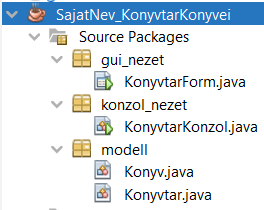 SajatNev_KonyvtarKonyvei
Source Packages
gui_nezet
KonyvtarForm.java
konzol_nezet
KonyvtarKonzol.java
modell
Konyv.java
Konyvtar.java